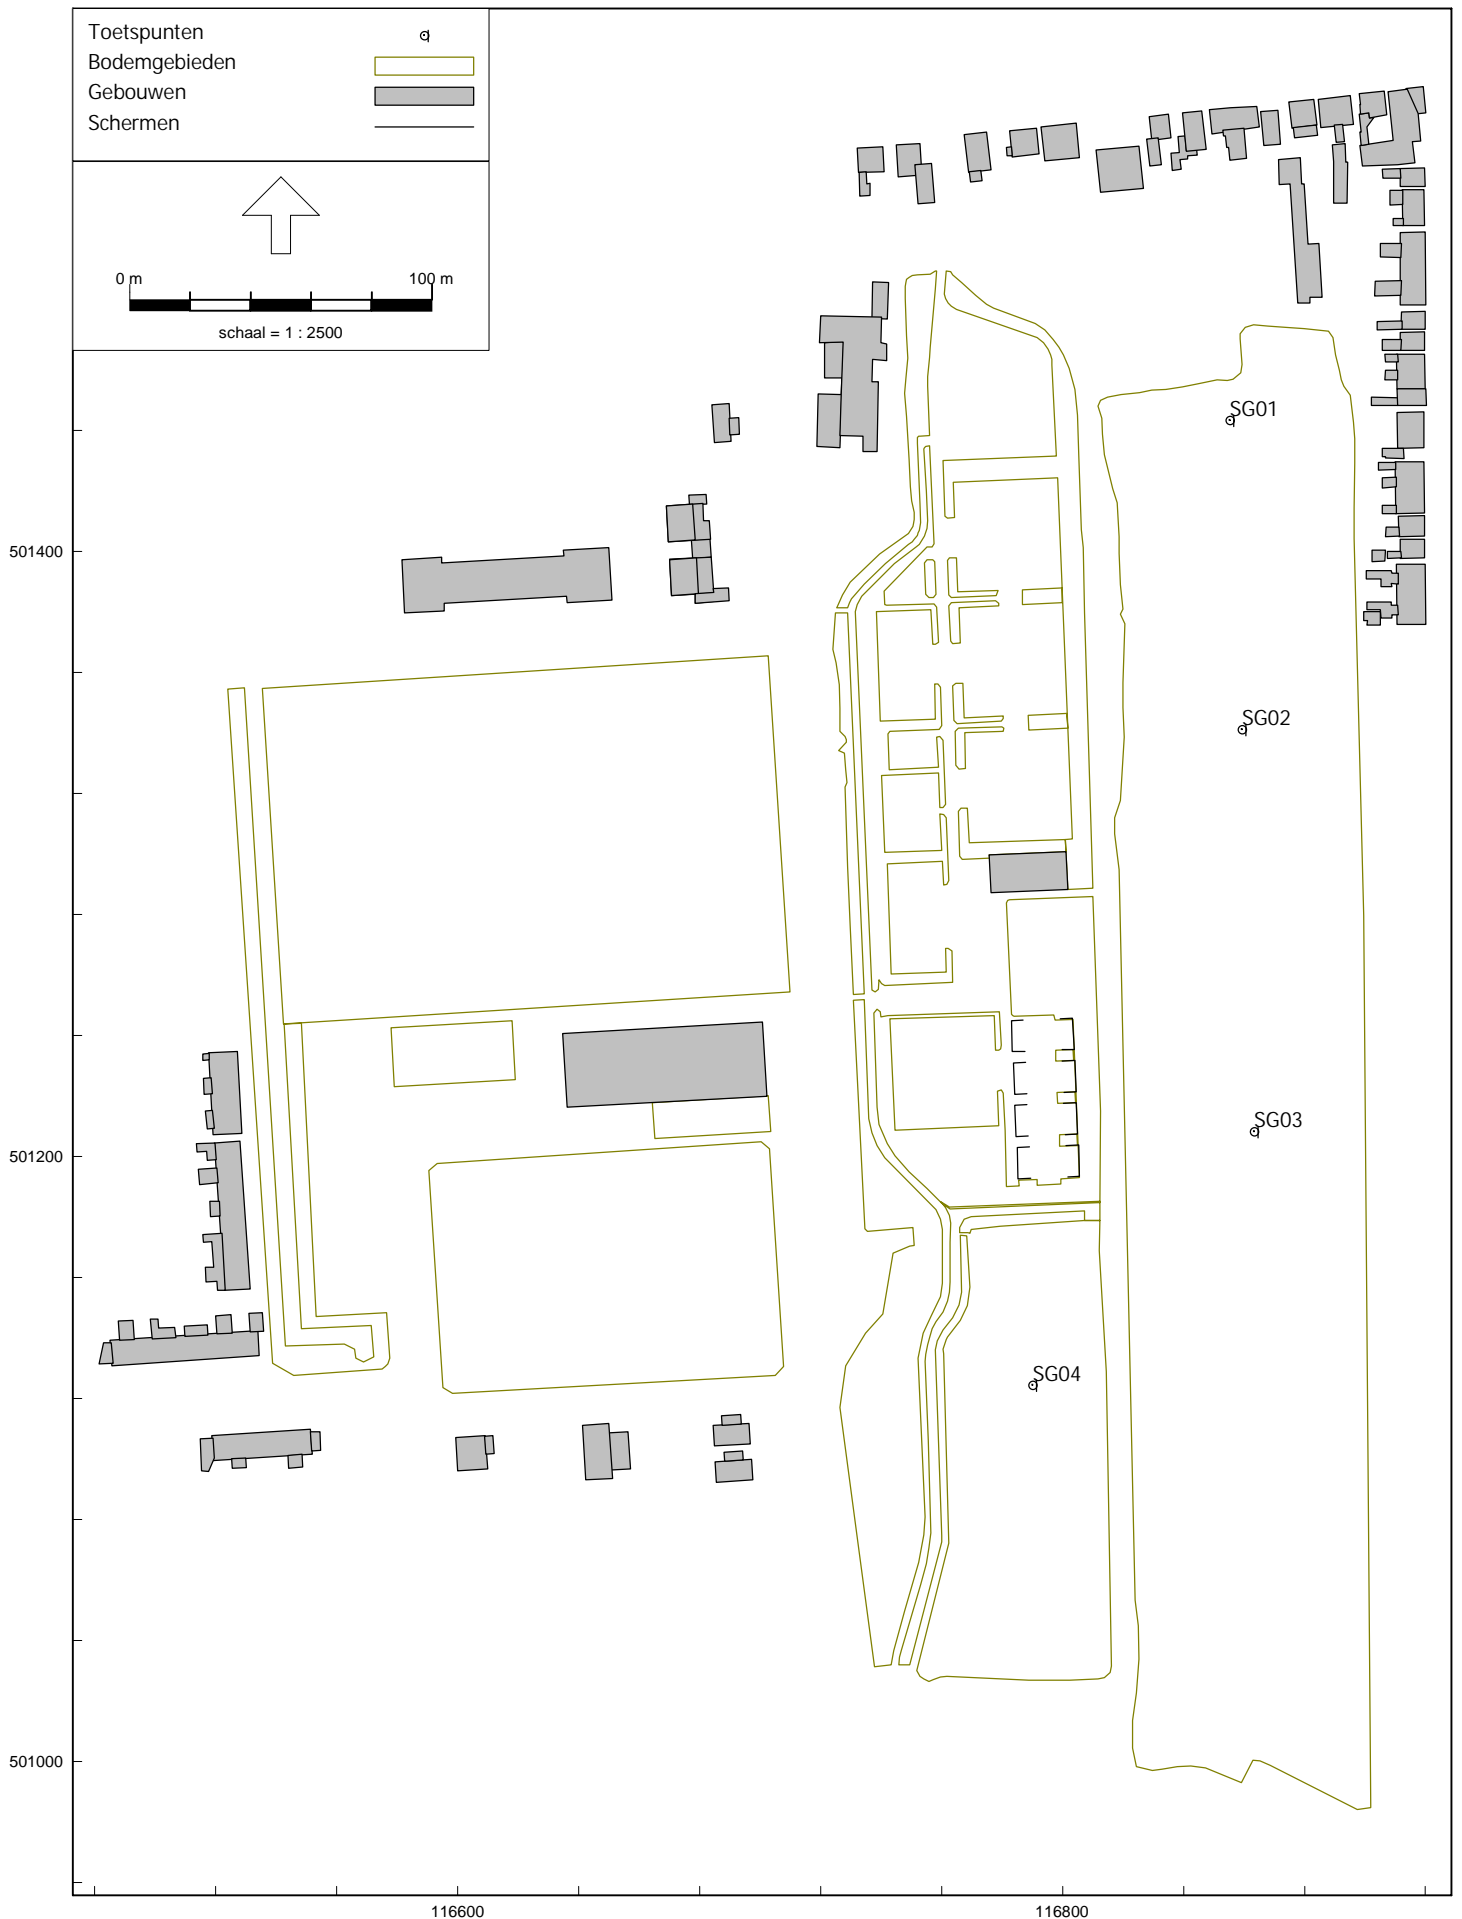 Toetspunten
Bodemgebieden
Gebouwen
Schermen
0 m 100 m
schaal = 1 : 2500
SG01
501400
SG02
SG03
501200
SG04
501000
116600 116800